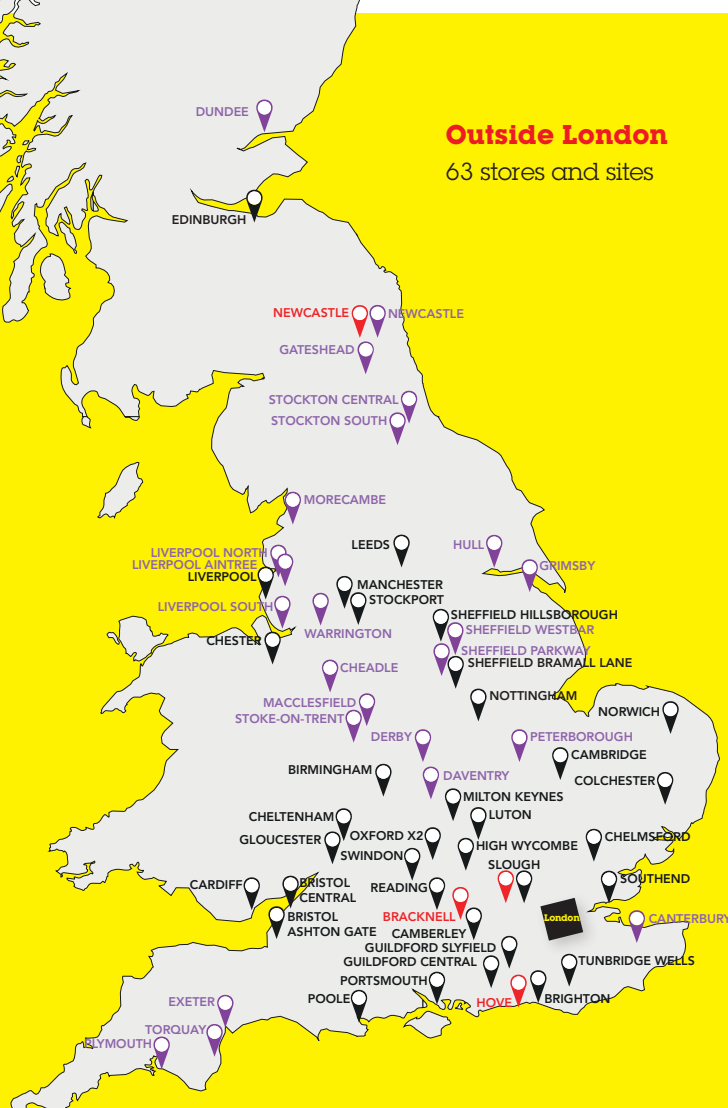 DUNDEE
Outside London
63 stores and sites
EDINBURGH
NEWCASTLE
NEWCASTLE
GATESHEAD
STOCKTON CENTRAL
STOCKTON SOUTH
MORECAMBE
LEEDS
HULL
LIVERPOOL NORTH
LIVERPOOL AINTREE
GRIMSBY
LIVERPOOL
MANCHESTER
STOCKPORT
LIVERPOOL SOUTH
SHEFFIELD HILLSBOROUGH
WARRINGTON
SHEFFIELD WESTBAR
CHESTER
SHEFFIELD PARKWAY
SHEFFIELD BRAMALL LANE
CHEADLE
NOTTINGHAM
MACCLESFIELD
NORWICH
STOKE-ON-TRENT
DERBY
PETERBOROUGH
CAMBRIDGE
BIRMINGHAM
DAVENTRY
COLCHESTER
MILTON KEYNES
CHELTENHAM
LUTON
GLOUCESTER
OXFORD X2
CHELMSFORD
HIGH WYCOMBE
SWINDON
SLOUGH
CARDIFF
BRISTOL
CENTRAL
READING
SOUTHEND
BRISTOL
ASHTON GATE
BRACKNELL
London
CANTERBURY
CAMBERLEY
GUILDFORD SLYFIELD
GUILDFORD CENTRAL
TUNBRIDGE WELLS
PORTSMOUTH
POOLE
HOVE
BRIGHTON
EXETER
TORQUAY
PLYMOUTH